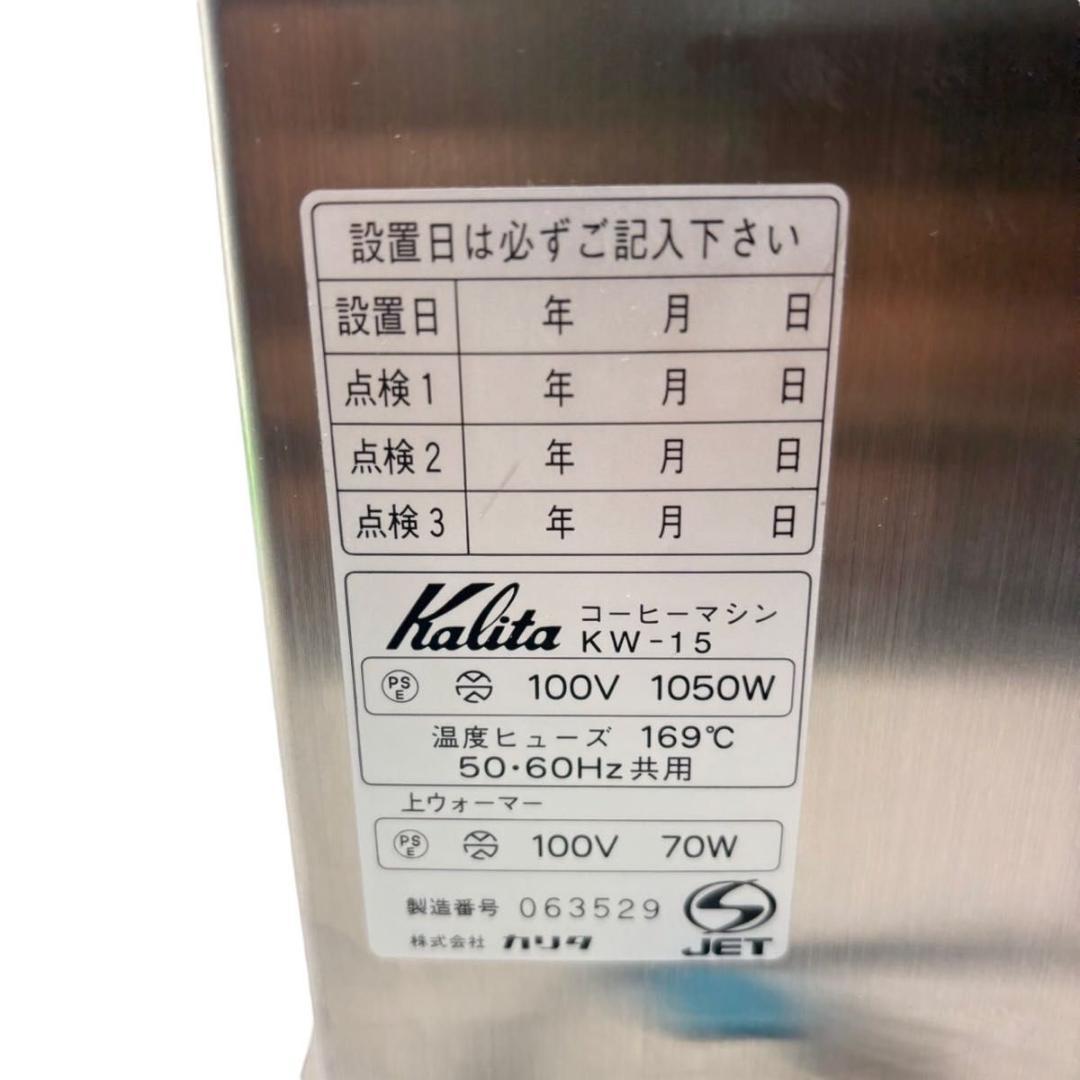 設置日は必ずご記入下さい
設置日 年 月 日
点検1 年 月 日
点検2 年 月 日
点検3 年 月 日
Kalita コーヒーマシン
KW-15
PSE 100V 1050W
温度ヒューズ 169℃
50・60Hz共用
上ウォーマー
PSE 100V 70W
製造番号 063529
株式会社 カリタ
JET